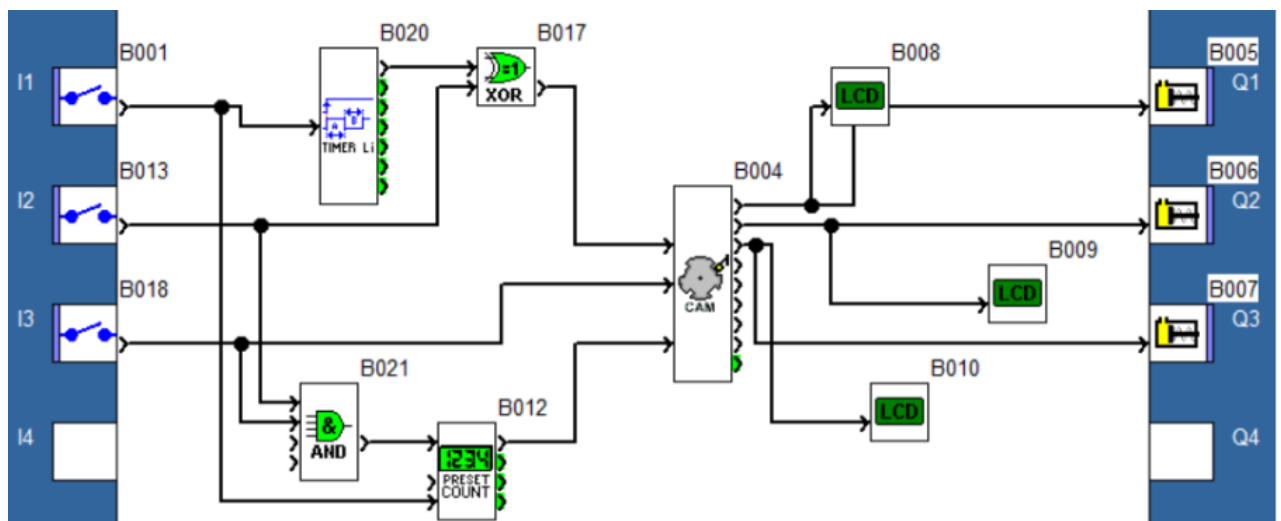 B020
B017
B001
B008
B005
I1
Q1
=1
LCD
XOR
A
B
TIMER Li
B013
B004
B006
I2
Q2
B009
B018
LCD
B007
CAM
I3
Q3
B021
B010
B012
LCD
&
I4
AND
1234
Q4
PRESET
COUNT